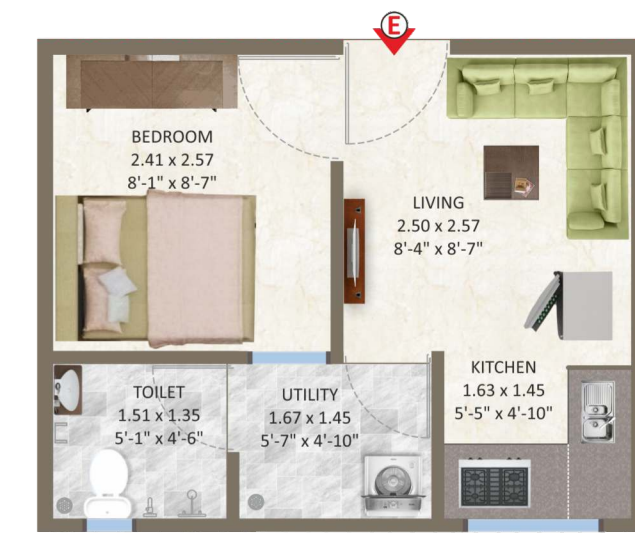 E
BEDROOM
2.41 x 2.57
8'-1" x 8'-7"
LIVING
2.50 x 2.57
8'-4" x 8'-7"
KITCHEN
1.63 x 1.45
5'-5" x 4'-10"
TOILET
1.51 x 1.35
5'-1" x 4'-6"
UTILITY
1.67 x 1.45
5'-7" x 4'-10"